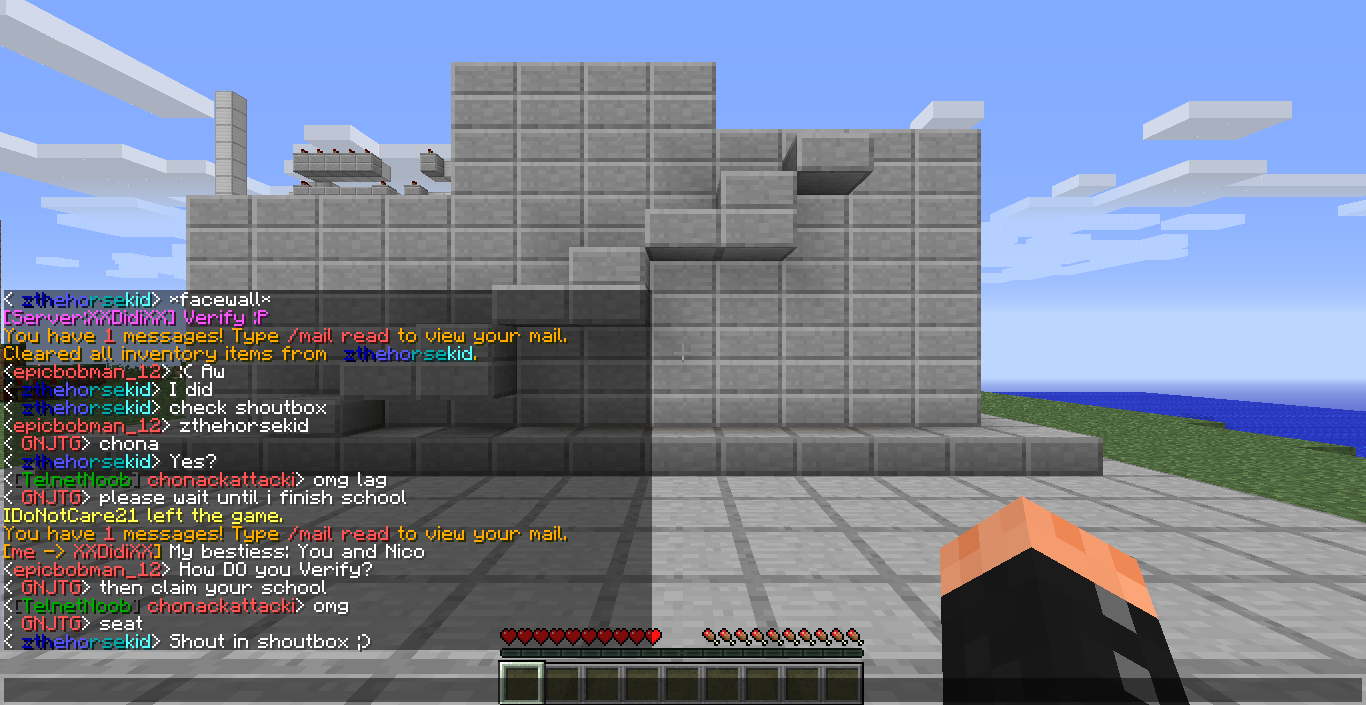 < zthehorsekid> *facewall*
[Server:XXDidiXX] Verify :P
You have 1 messages! Type /mail read to view your mail.
Cleared all inventory items from  zthehorsekid.
<epicbobman_12> :C Aw
< zthehorsekid> I did
< zthehorsekid> check shoutbox
<epicbobman_12> zthehorsekid
< GNJTG> chona
< zthehorsekid> Yes?
<[TelnetNoob] chonackattacki> omg lag
< GNJTG> please wait until i finish school
IDoNotCare21 left the game.
You have 1 messages! Type /mail read to view your mail.
[me -> XXDidiXX] My bestiess: You and Nico
<epicbobman_12> How DO you Verify?
< GNJTG> then claim your school
<[TelnetNoob] chonackattacki> omg
< GNJTG> seat
< zthehorsekid> Shout in shoutbox ;)